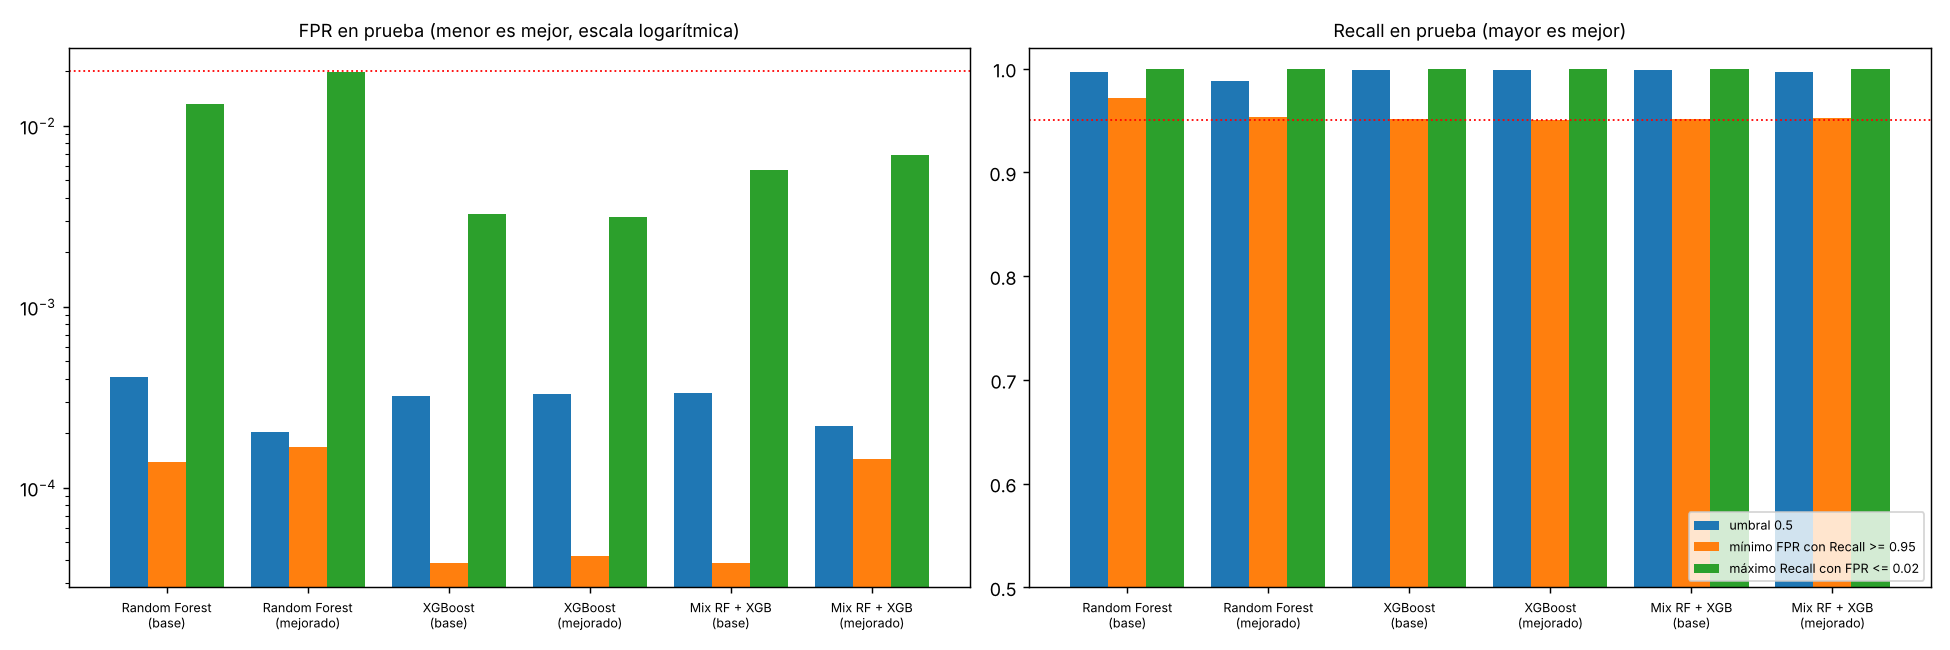 FPR en prueba (menor es mejor, escala logarítmica)
10⁻²
10⁻³
10⁻⁴
Random Forest
(base)
Random Forest
(mejorado)
XGBoost
(base)
XGBoost
(mejorado)
Mix RF + XGB
(base)
Mix RF + XGB
(mejorado)
Recall en prueba (mayor es mejor)
1.0
0.9
0.8
0.7
0.6
0.5
umbral 0.5
mínimo FPR con Recall >= 0.95
máximo Recall con FPR <= 0.02
Random Forest
(base)
Random Forest
(mejorado)
XGBoost
(base)
XGBoost
(mejorado)
Mix RF + XGB
(base)
Mix RF + XGB
(mejorado)